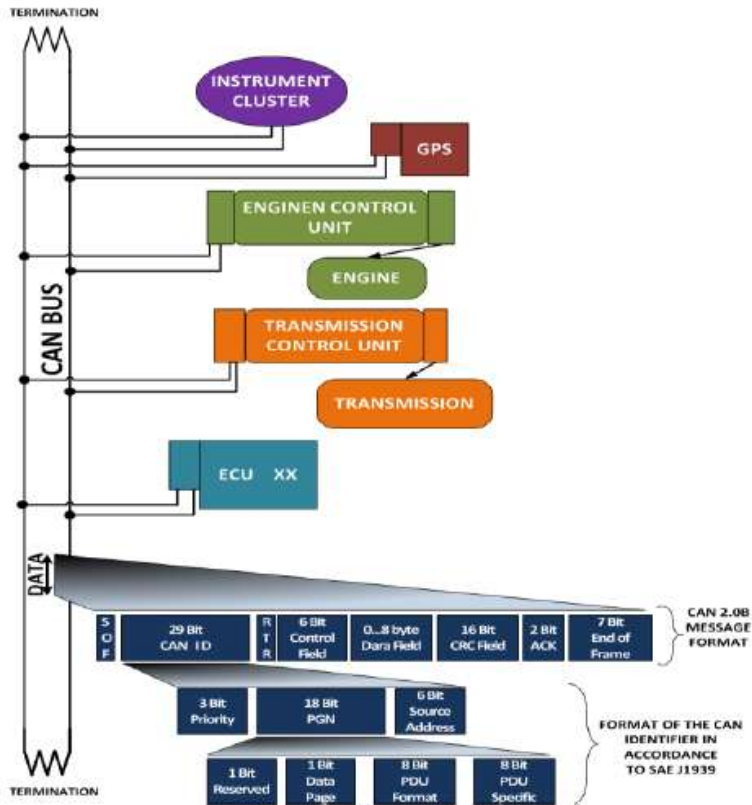 TERMINATION
INSTRUMENT
CLUSTER
GPS
ENGINEN CONTROL
UNIT
ENGINE
CAN BUS
TRANSMISSION
CONTROL UNIT
TRANSMISSION
ECU XX
DATA
SOF
29 Bit
CAN ID
RTR
6 Bit
Control
Field
0...8 byte
Dara Field
16 Bit
CRC Field
2 Bit
ACK
7 Bit
End of
Frame
CAN 2.0B
MESSAGE
FORMAT
3 Bit
Priority
18 Bit
PGN
6 Bit
Source
Address
FORMAT OF THE CAN
IDENTIFIER IN
ACCORDANCE
TO SAE J1939
1 Bit
Reserved
1 Bit
Data
Page
8 Bit
PDU
Format
8 Bit
PDU
Specific
TERMINATION